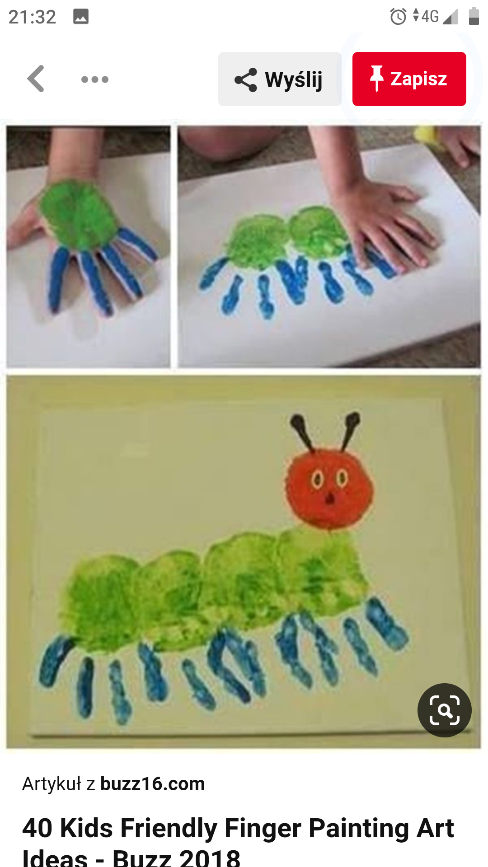 21:32 4G
Wyślij Zapisz
Artykuł z buzz16.com
40 Kids Friendly Finger Painting Art
Ideas - Buzz 2018